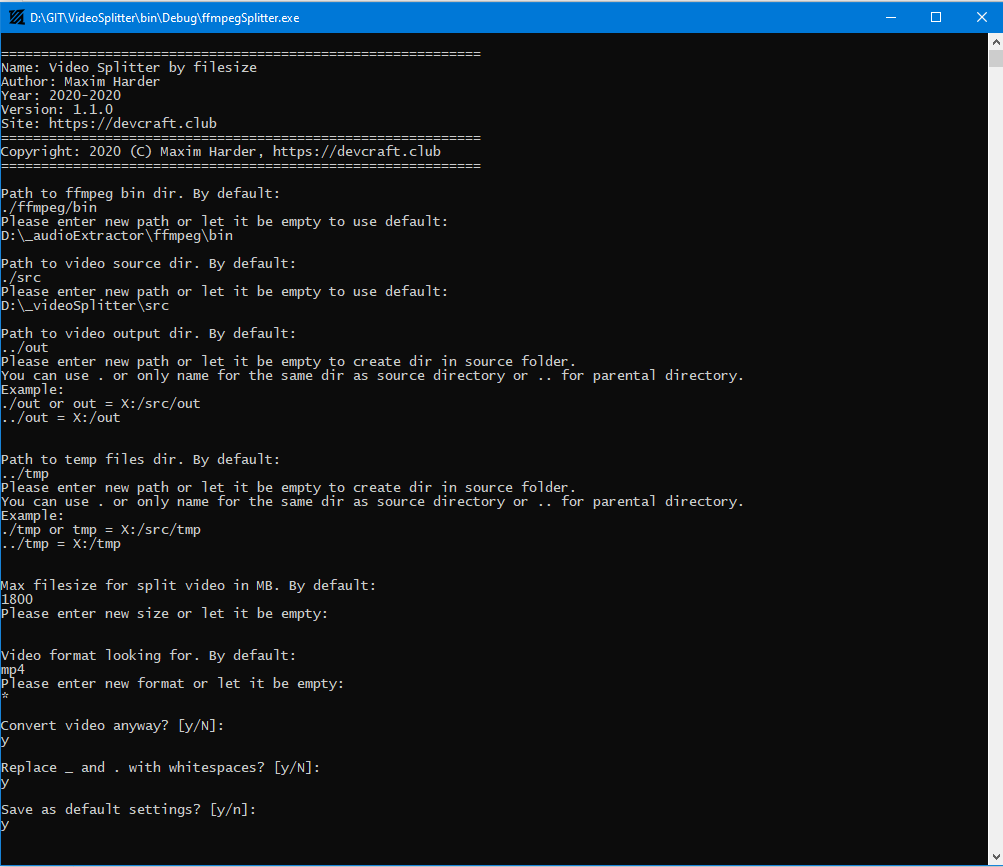 D:\GIT\VideoSplitter\bin\Debug\ffmpegSplitter.exe
============================================================
Name: Video Splitter by filesize
Author: Maxim Harder
Year: 2020-2020
Version: 1.1.0
Site: https://devcraft.club
============================================================
Copyright: 2020 (C) Maxim Harder, https://devcraft.club
============================================================
Path to ffmpeg bin dir. By default:
./ffmpeg/bin
Please enter new path or let it be empty to use default:
D:\_audioExtractor\ffmpeg\bin
Path to video source dir. By default:
./src
Please enter new path or let it be empty to use default:
D:\_videoSplitter\src
Path to video output dir. By default:
../out
Please enter new path or let it be empty to create dir in source folder.
You can use . or only name for the same dir as source directory or .. for parental directory.
Example:
./out or out = X:/src/out
../out = X:/out
Path to temp files dir. By default:
../tmp
Please enter new path or let it be empty to create dir in source folder.
You can use . or only name for the same dir as source directory or .. for parental directory.
Example:
./tmp or tmp = X:/src/tmp
../tmp = X:/tmp
Max filesize for split video in MB. By default:
1800
Please enter new size or let it be empty:
Video format looking for. By default:
mp4
Please enter new format or let it be empty:
*
Convert video anyway? [y/N]:
y
Replace _ and . with whitespaces? [y/N]:
y
Save as default settings? [y/n]:
y